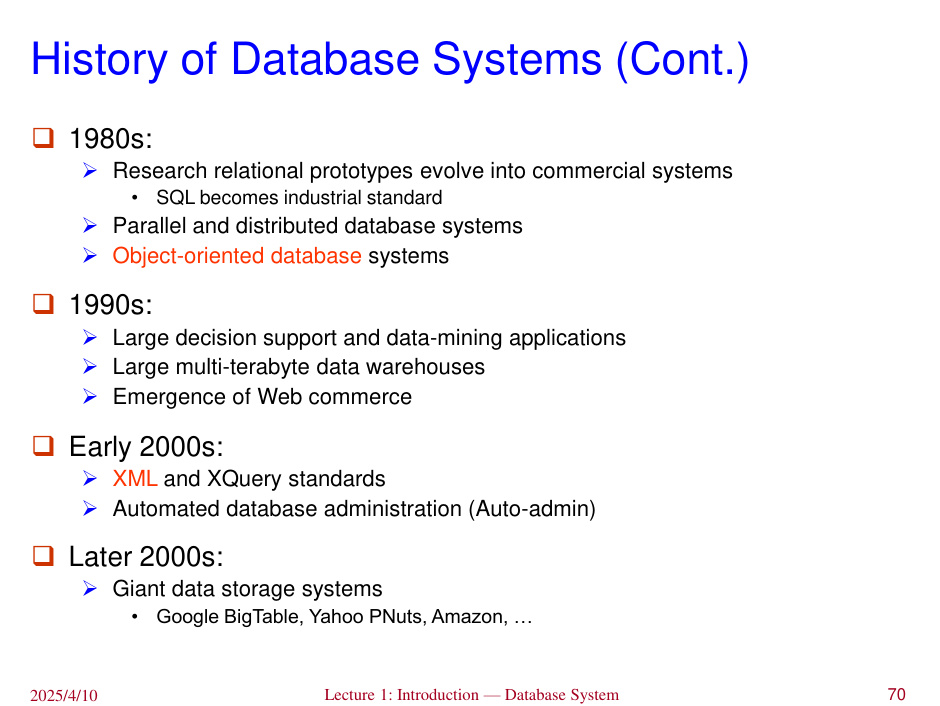 History of Database Systems (Cont.)
❑ 1980s:
➢ Research relational prototypes evolve into commercial systems
• SQL becomes industrial standard
➢ Parallel and distributed database systems
➢ Object-oriented database systems
❑ 1990s:
➢ Large decision support and data-mining applications
➢ Large multi-terabyte data warehouses
➢ Emergence of Web commerce
❑ Early 2000s:
➢ XML and XQuery standards
➢ Automated database administration (Auto-admin)
❑ Later 2000s:
➢ Giant data storage systems
• Google BigTable, Yahoo PNuts, Amazon, …
2025/4/10 Lecture 1: Introduction — Database System 70